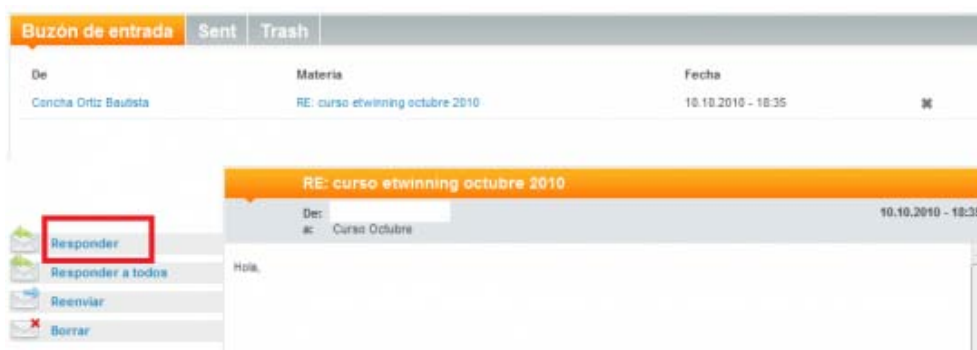 Buzón de entrada Sent Trash
De Materia Fecha
Concha Ortiz Bautista RE: curso etwinning octubre 2010 10.10.2010 - 18:35
RE: curso etwinning octubre 2010
De: 10.10.2010 - 18:35
a: Curso Octubre
Responder
Hola,
Responder a todos
Reenviar
Borrar